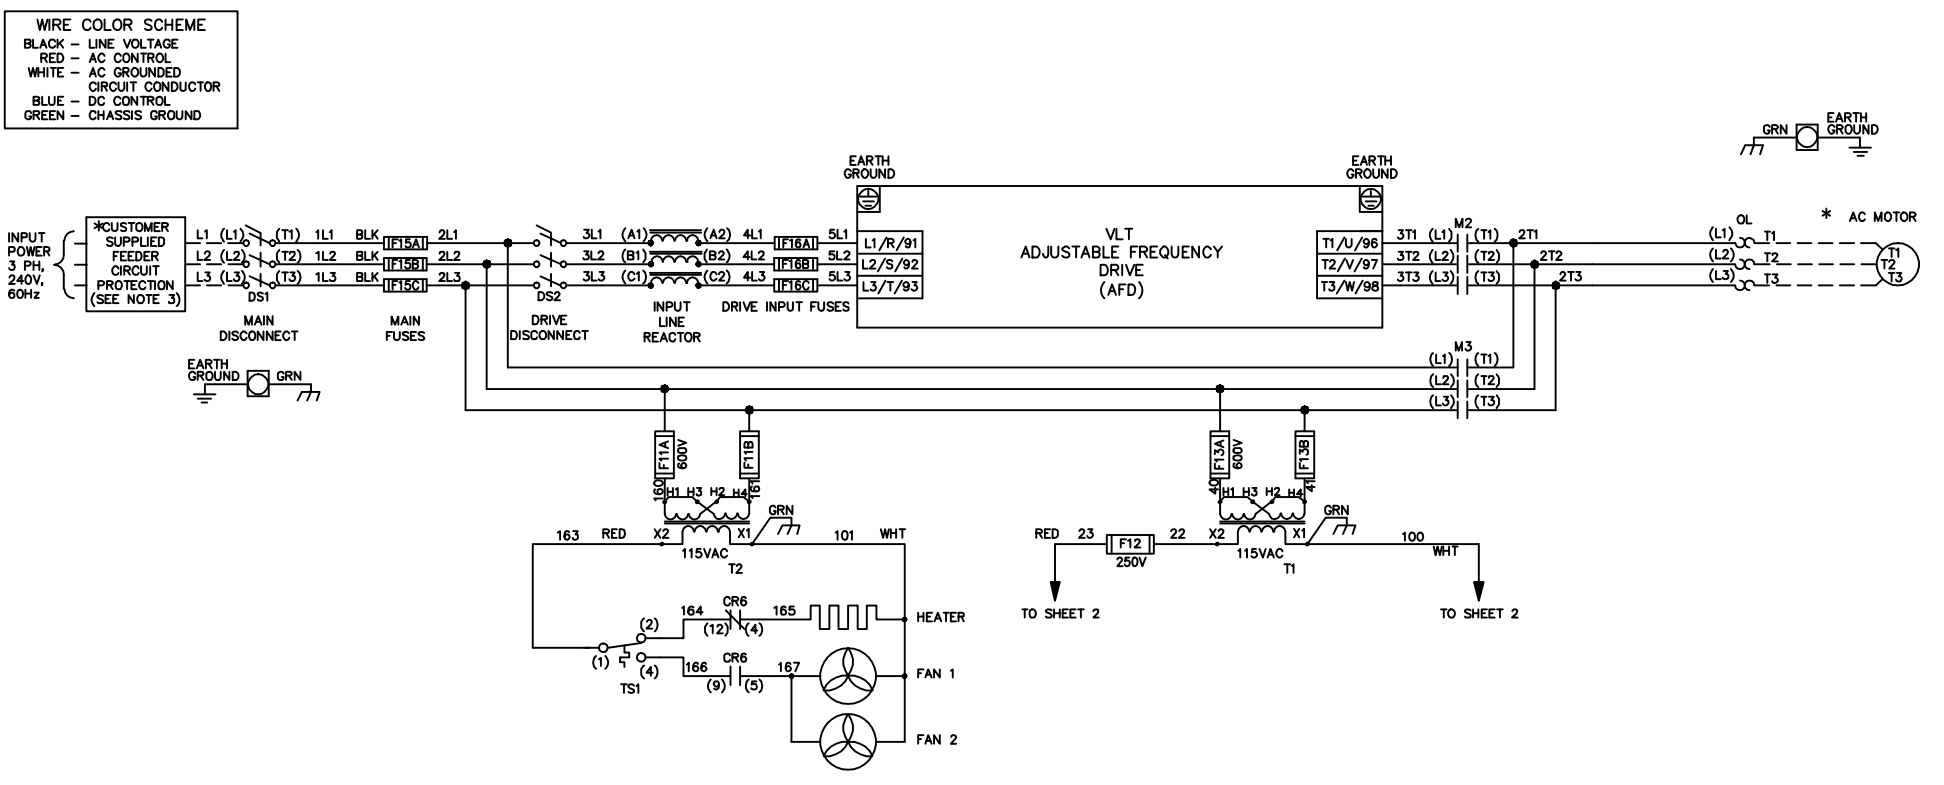 WIRE COLOR SCHEME
BLACK – LINE VOLTAGE
RED – AC CONTROL
WHITE – AC GROUNDED
CIRCUIT CONDUCTOR
BLUE – DC CONTROL
GREEN – CHASSIS GROUND
GRN
EARTH
GROUND
EARTH
GROUND
EARTH
GROUND
INPUT
POWER
3 PH,
240V,
60Hz
*CUSTOMER
SUPPLIED
FEEDER
CIRCUIT
PROTECTION
(SEE NOTE 3)
L1 (L1) (T1) 1L1 BLK F15A 2L1 3L1 (A1) (A2) 4L1 F16A 5L1 L1/R/91
L2 (L2) (T2) 1L2 BLK F15B 2L2 3L2 (B1) (B2) 4L2 F16B 5L2 L2/S/92
L3 (L3) (T3) 1L3 BLK F15C 2L3 3L3 (C1) (C2) 4L3 F16C 5L3 L3/T/93
DS1
MAIN
DISCONNECT
MAIN
FUSES
DS2
DRIVE
DISCONNECT
INPUT
LINE
REACTOR
DRIVE INPUT FUSES
VLT
ADJUSTABLE FREQUENCY
DRIVE
(AFD)
M2
T1/U/96 3T1 (L1) (T1) 2T1
T2/V/97 3T2 (L2) (T2) 2T2
T3/W/98 3T3 (L3) (T3) 2T3
OL
* AC MOTOR
(L1) T1
(L2) T2
(L3) T3
T1
T2
T3
EARTH
GROUND
GRN
M3
(L1) (T1)
(L2) (T2)
(L3) (T3)
F11A
600V
F11B
160
161
H1 H3 H2 H4
GRN
163 RED X2 X1 101 WHT
115VAC
T2
F13A
600V
F13B
40
41
H1 H3 H2 H4
GRN
RED 23 F12 22 X2 X1 100
WHT
250V
115VAC
T1
TO SHEET 2
TO SHEET 2
CR6
164 165
(12) (4)
HEATER
(2)
(1)
(4)
TS1
CR6
166 167
(9) (5)
FAN 1
FAN 2